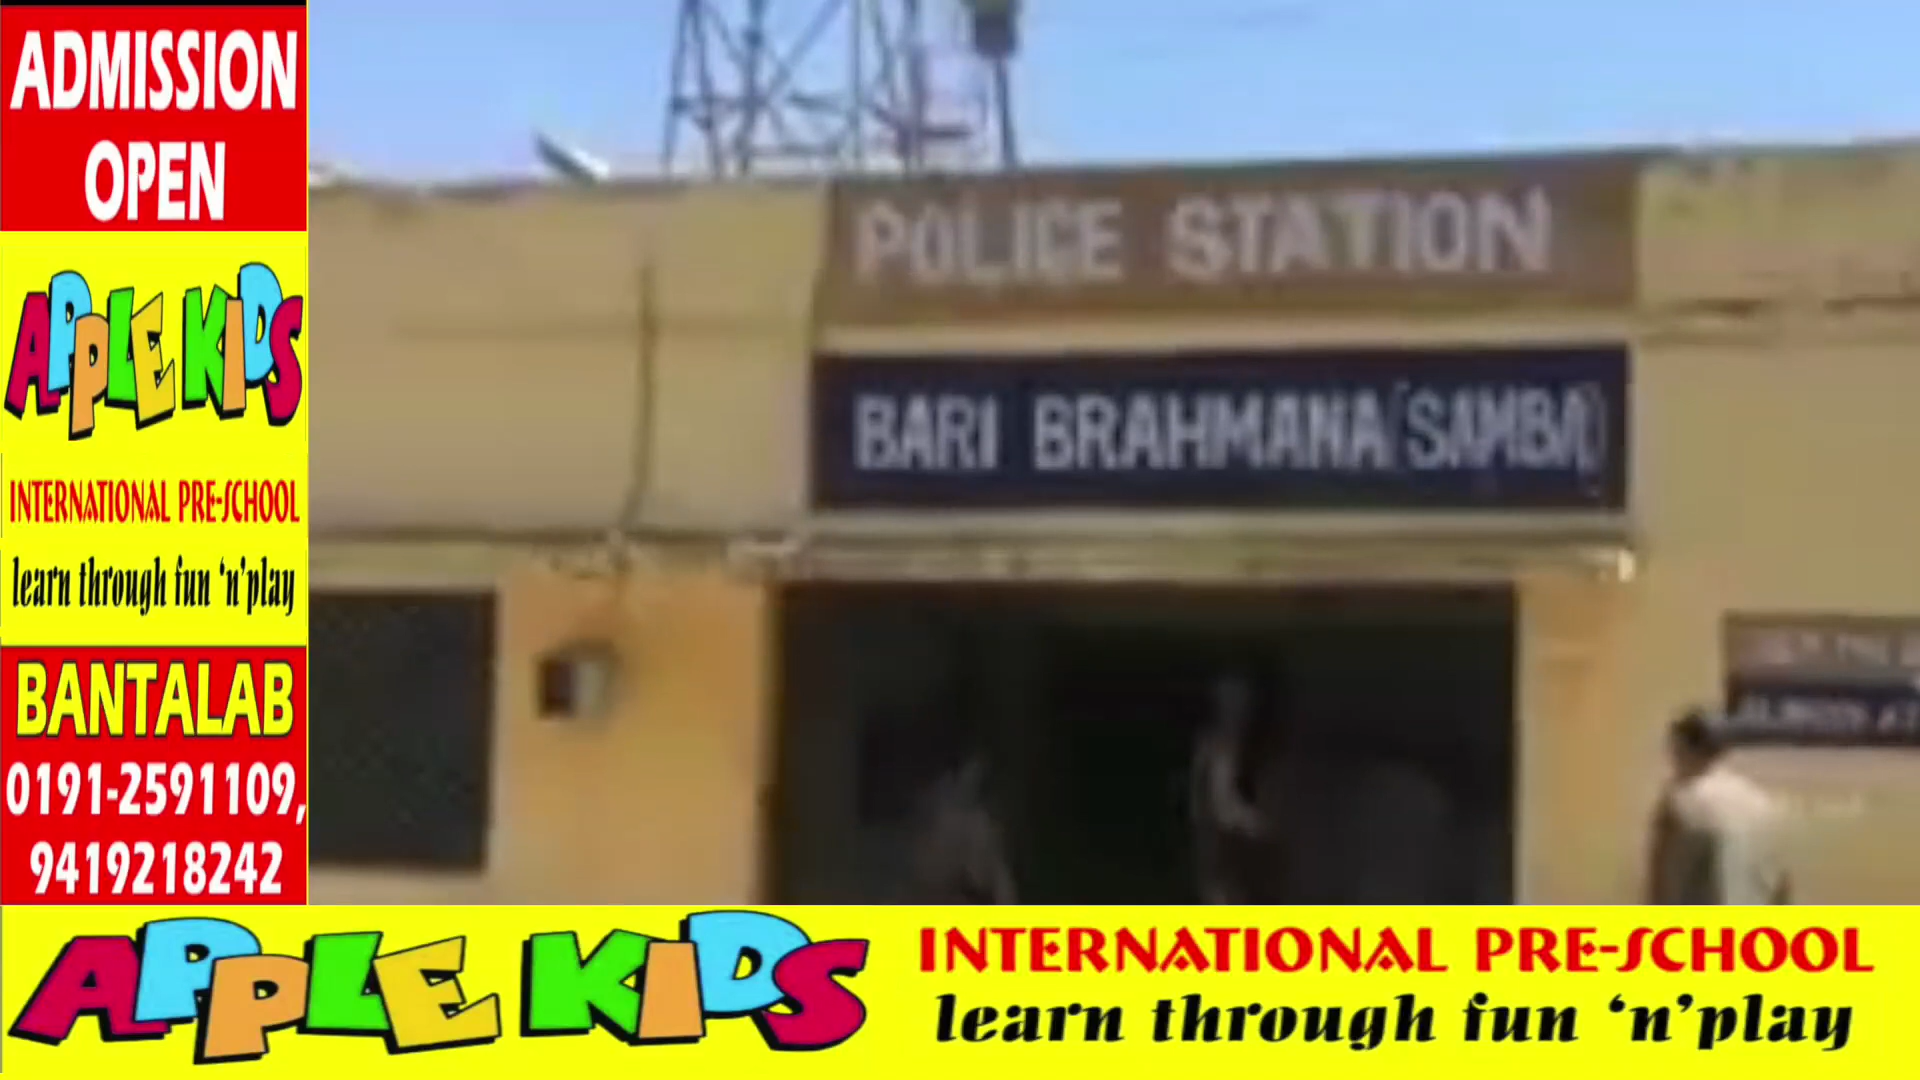 ADMISSION
OPEN
APPLE KIDS
INTERNATIONAL PRE-SCHOOL
learn through fun 'n' play
BANTALAB
0191-2591109,
9419218242
POLICE STATION
BARI BRAHMANA (SAMBA)
APPLE KIDS
INTERNATIONAL PRE-SCHOOL
learn through fun 'n' play